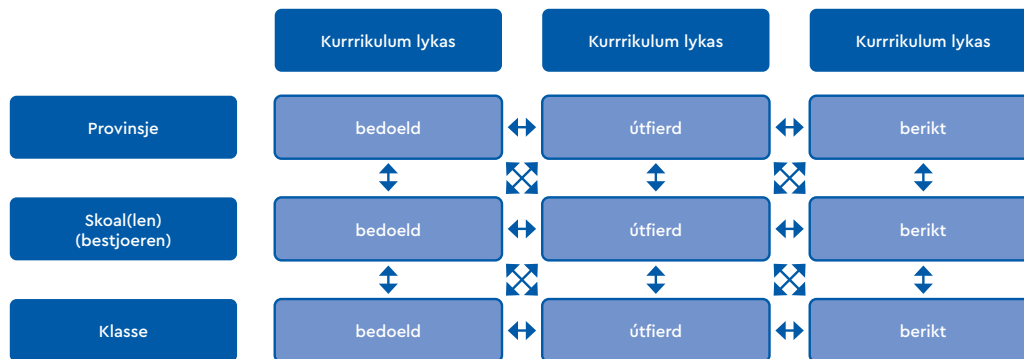 Kurrrikulum lykas
Kurrrikulum lykas
Kurrrikulum lykas
Provinsje
bedoeld
útfierd
berikt
Skoal(len)
(bestjoeren)
bedoeld
útfierd
berikt
Klasse
bedoeld
útfierd
berikt